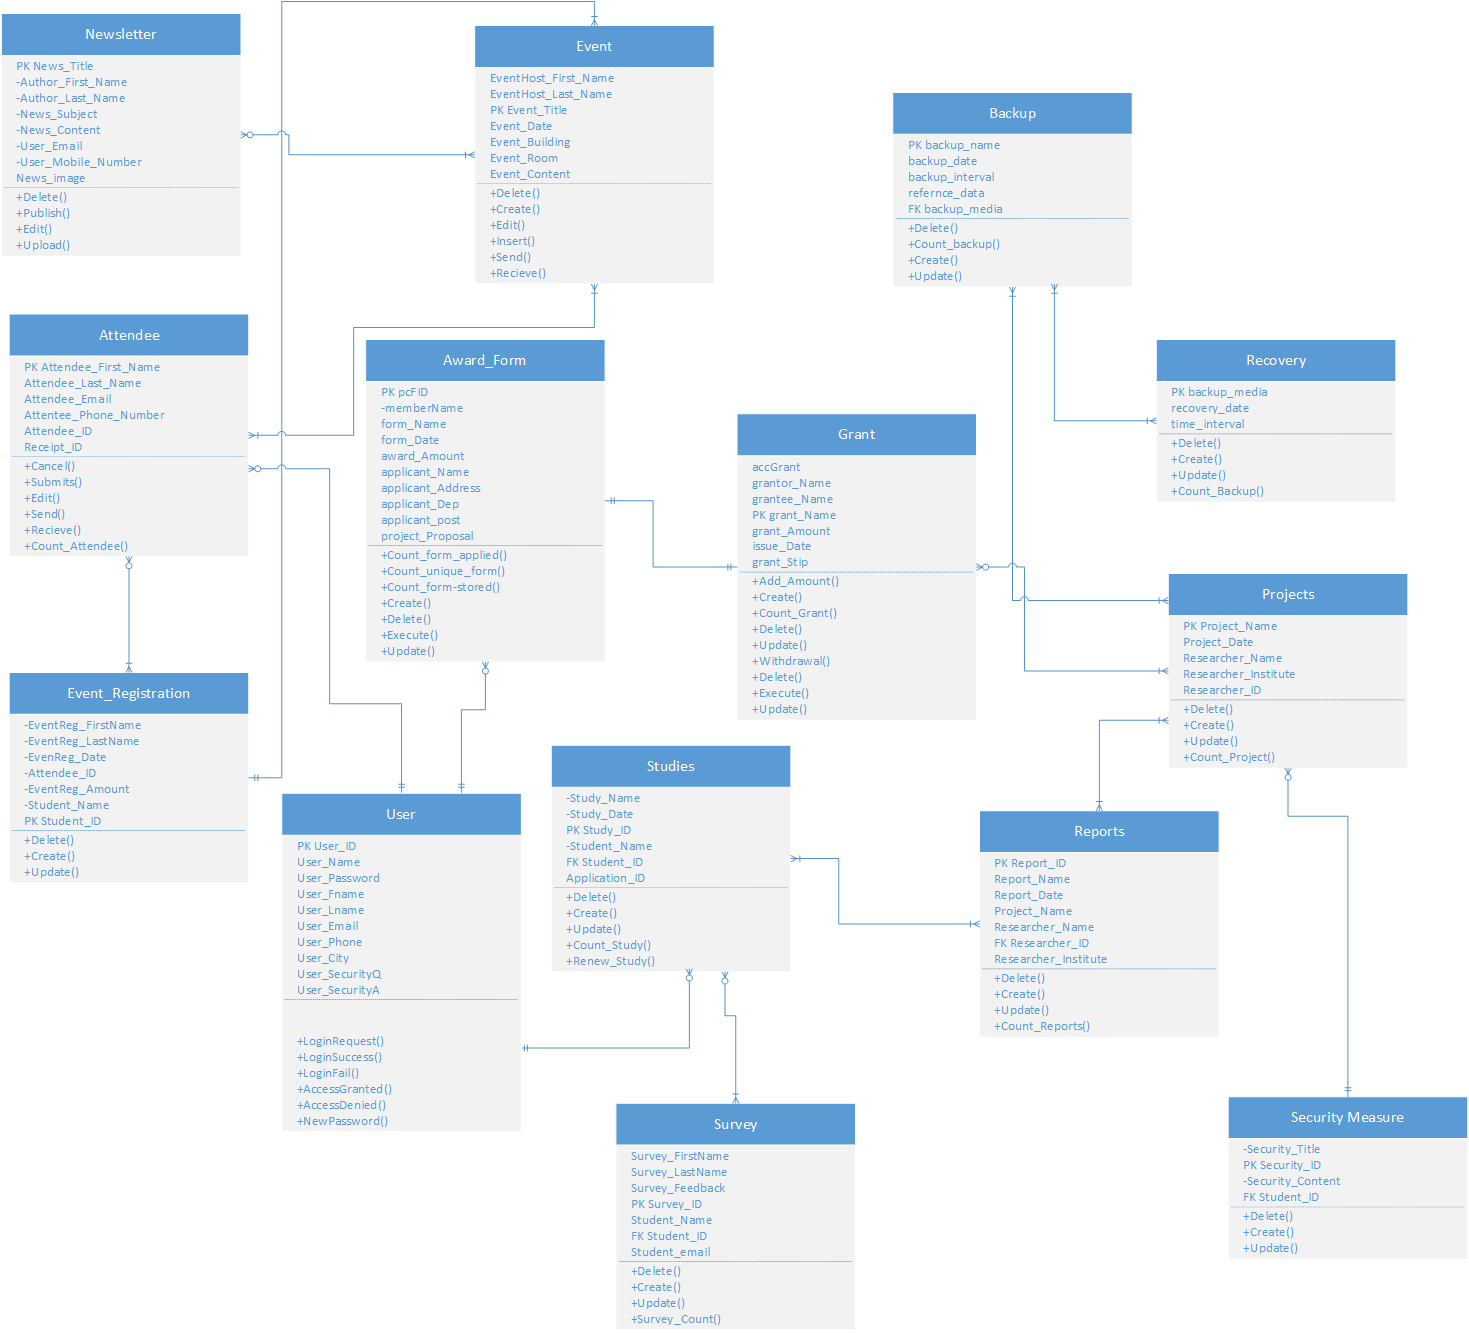 Newsletter
PK News_Title
-Author_First_Name
-Author_Last_Name
-News_Subject
-News_Content
-User_Email
-User_Mobile_Number
News_image
+Delete()
+Publish()
+Edit()
+Upload()
Event
EventHost_First_Name
EventHost_Last_Name
PK Event_Title
Event_Date
Event_Building
Event_Room
Event_Content
+Delete()
+Create()
+Edit()
+Insert()
+Send()
+Recieve()
Backup
PK backup_name
backup_date
backup_interval
refernce_data
FK backup_media
+Delete()
+Count_backup()
+Create()
+Update()
Attendee
PK Attendee_First_Name
Attendee_Last_Name
Attendee_Email
Attentee_Phone_Number
Attendee_ID
Receipt_ID
+Cancel()
+Submits()
+Edit()
+Send()
+Recieve()
+Count_Attendee()
Award_Form
PK pcFID
-memberName
form_Name
form_Date
award_Amount
applicant_Name
applicant_Address
applicant_Dep
applicant_post
project_Proposal
+Count_form_applied()
+Count_unique_form()
+Count_form-stored()
+Create()
+Delete()
+Execute()
+Update()
Recovery
PK backup_media
recovery_date
time_interval
+Delete()
+Create()
+Update()
+Count_Backup()
Grant
accGrant
grantor_Name
grantee_Name
PK grant_Name
grant_Amount
issue_Date
grant_Stip
+Add_Amount()
+Create()
+Count_Grant()
+Delete()
+Update()
+Withdrawal()
+Delete()
+Execute()
+Update()
Projects
PK Project_Name
Project_Date
Researcher_Name
Researcher_Institute
Researcher_ID
+Delete()
+Create()
+Update()
+Count_Project()
Event_Registration
-EventReg_FirstName
-EventReg_LastName
-EvenReg_Date
-Attendee_ID
-EventReg_Amount
-Student_Name
PK Student_ID
+Delete()
+Create()
+Update()
User
PK User_ID
User_Name
User_Password
User_Fname
User_Lname
User_Email
User_Phone
User_City
User_SecurityQ
User_SecurityA
+LoginRequest()
+LoginSuccess()
+LoginFail()
+AccessGranted()
+AccessDenied()
+NewPassword()
Studies
-Study_Name
-Study_Date
PK Study_ID
-Student_Name
FK Student_ID
Application_ID
+Delete()
+Create()
+Update()
+Count_Study()
+Renew_Study()
Reports
PK Report_ID
Report_Name
Report_Date
Project_Name
Researcher_Name
FK Researcher_ID
Researcher_Institute
+Delete()
+Create()
+Update()
+Count_Reports()
Survey
Survey_FirstName
Survey_LastName
Survey_Feedback
PK Survey_ID
Student_Name
FK Student_ID
Student_email
+Delete()
+Create()
+Update()
+Survey_Count()
Security Measure
-Security_Title
PK Security_ID
-Security_Content
FK Student_ID
+Delete()
+Create()
+Update()